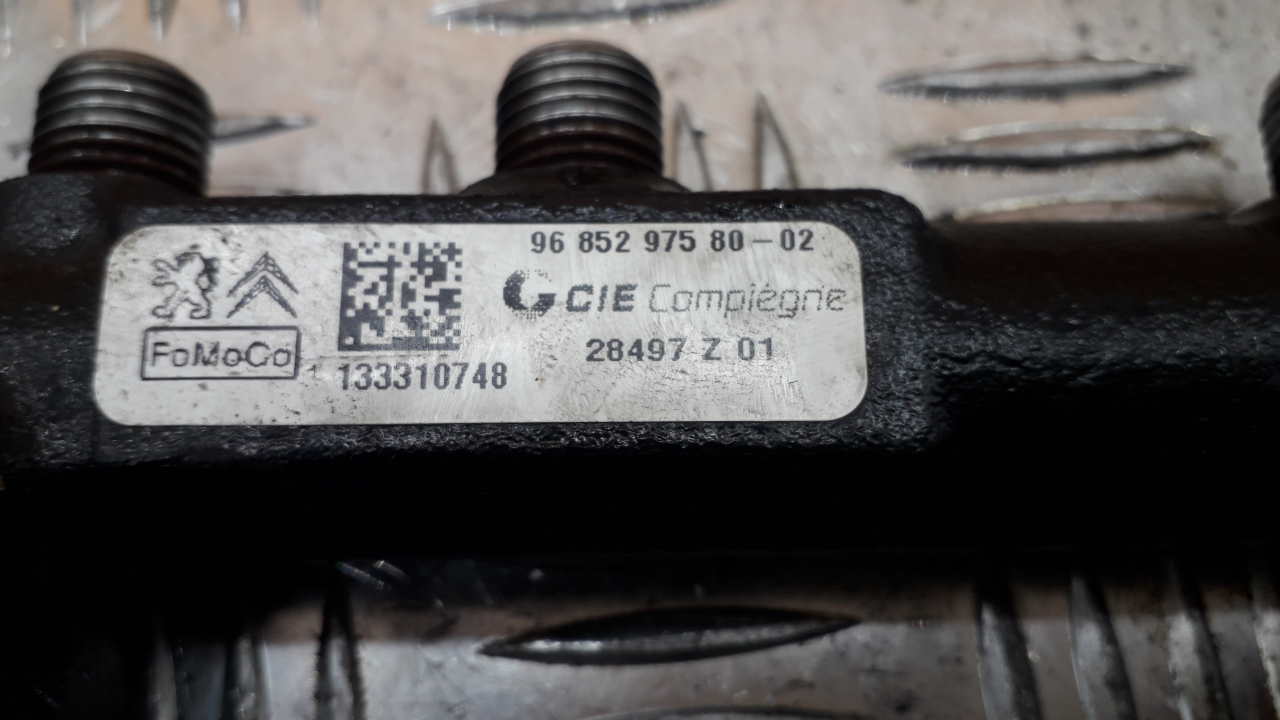 96 852 975 80-02
CIE Compiègne
FoMoCo
28497 Z 01
133310748